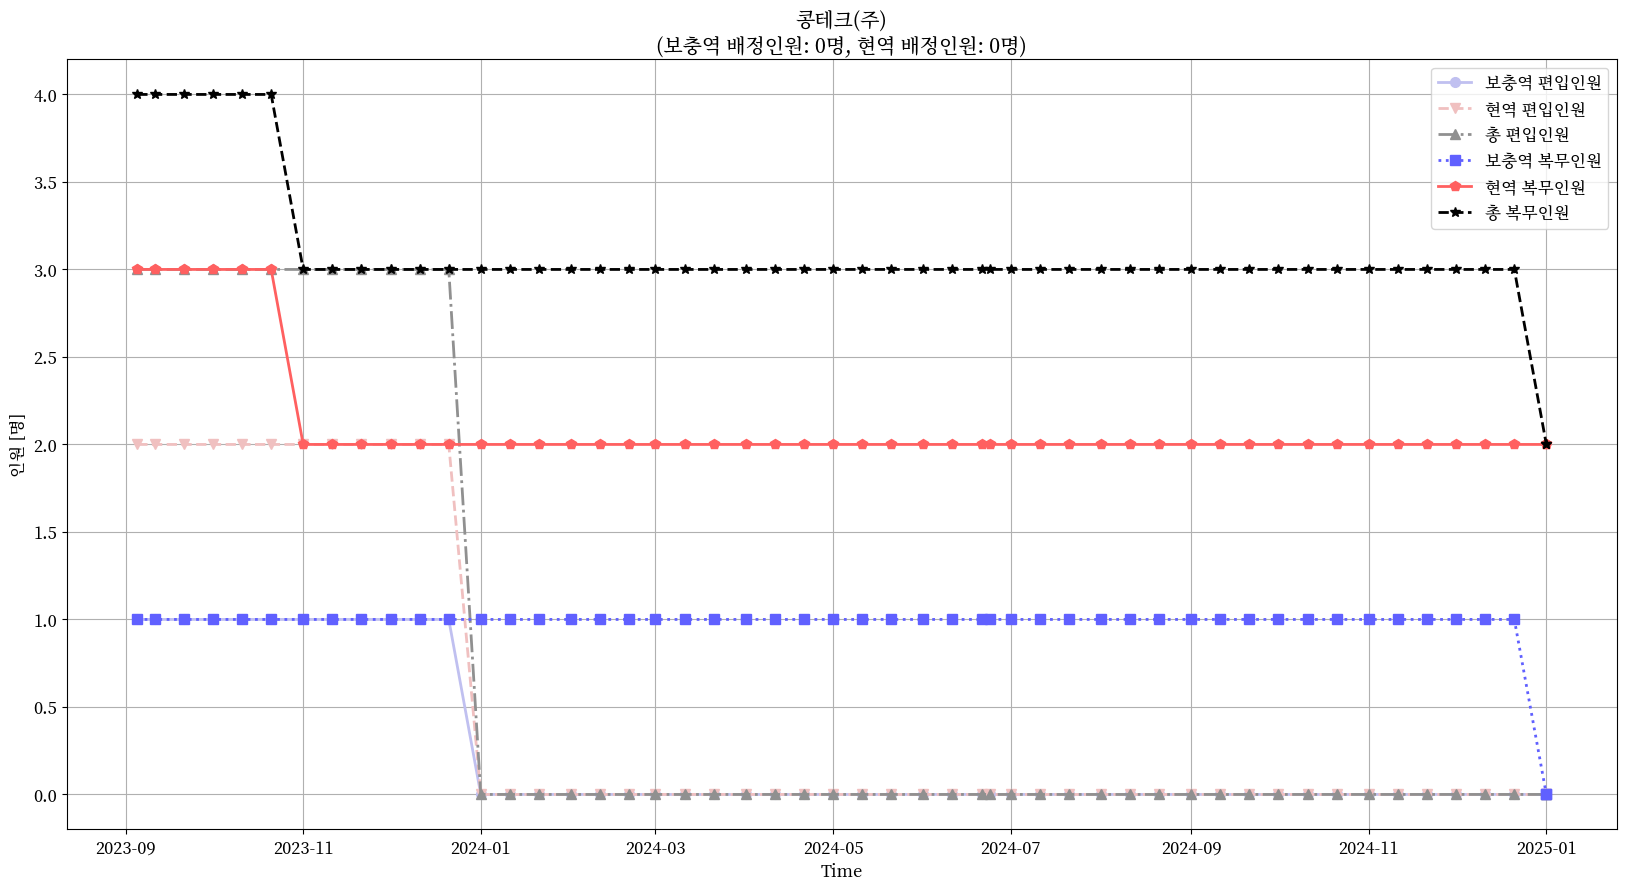 콩테크(주)
(보충역 배정인원: 0명, 현역 배정인원: 0명)
보충역 편입인원
현역 편입인원
총 편입인원
보충역 복무인원
현역 복무인원
총 복무인원
인원 [명]
4.0
3.5
3.0
2.5
2.0
1.5
1.0
0.5
0.0
2023-09
2023-11
2024-01
2024-03
2024-05
2024-07
2024-09
2024-11
2025-01
Time